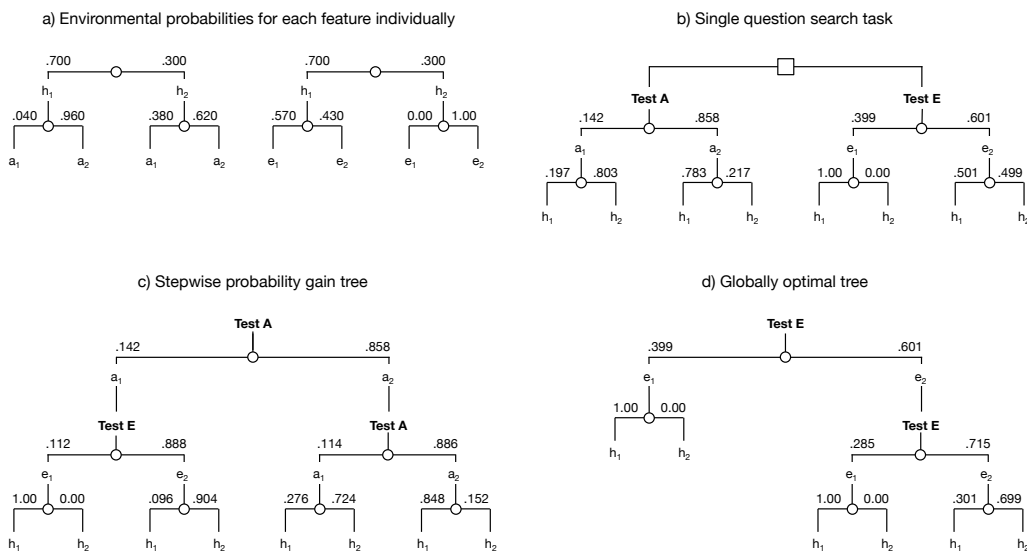 a) Environmental probabilities for each feature individually
b) Single question search task
.700 .300 .700 .300
h₁ h₂ h₁ h₂
.040 .960 .380 .620 .570 .430 0.00 1.00
a₁ a₂ a₁ a₂ e₁ e₂ e₁ e₂
Test A Test E
.142 .858 .399 .601
a₁ a₂ e₁ e₂
.197 .803 .783 .217 1.00 0.00 .501 .499
h₁ h₂ h₁ h₂ h₁ h₂ h₁ h₂
c) Stepwise probability gain tree
Test A
.142 .858
a₁ a₂
Test E Test A
.112 .888 .114 .886
e₁ e₂ a₁ a₂
1.00 0.00 .096 .904 .276 .724 .848 .152
h₁ h₂ h₁ h₂ h₁ h₂ h₁ h₂
d) Globally optimal tree
Test E
.399 .601
e₁ e₂
1.00 0.00
h₁ h₂
Test E
.285 .715
e₁ e₂
1.00 0.00 .301 .699
h₁ h₂ h₁ h₂